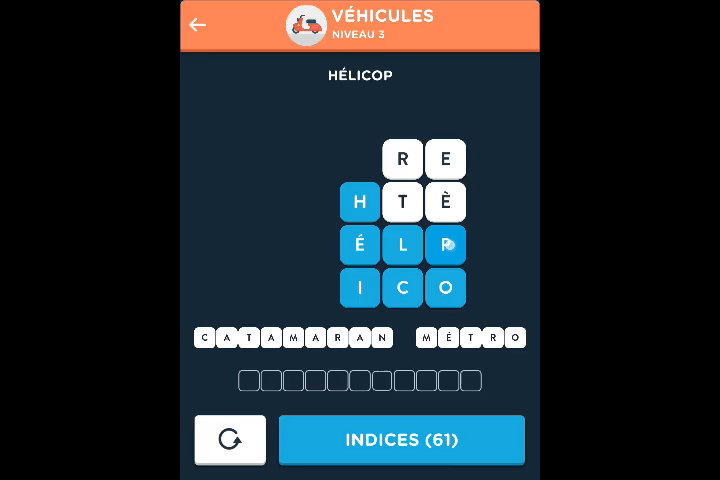 VÉHICULES
NIVEAU 3
HÉLICOP
R E
H T È
É L P
I C O
CATAMARAN MÉTRO
INDICES (61)